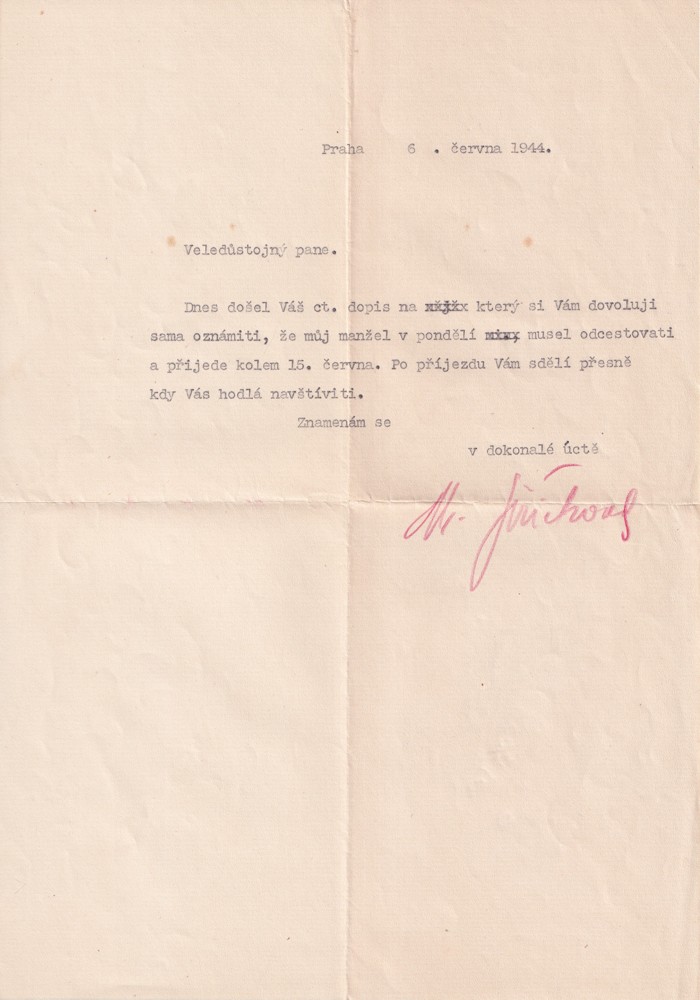 Praha 6 . června 1944.
Veledůstojný pane.
Dnes došel Váš ct. dopis na který si Vám dovoluji
sama oznámiti, že můj manžel v pondělí musel odcestovati
a přijede kolem 15. června. Po příjezdu Vám sdělí přesně
kdy Vás hodlá navštíviti.
Znamenám se
v dokonalé úctě